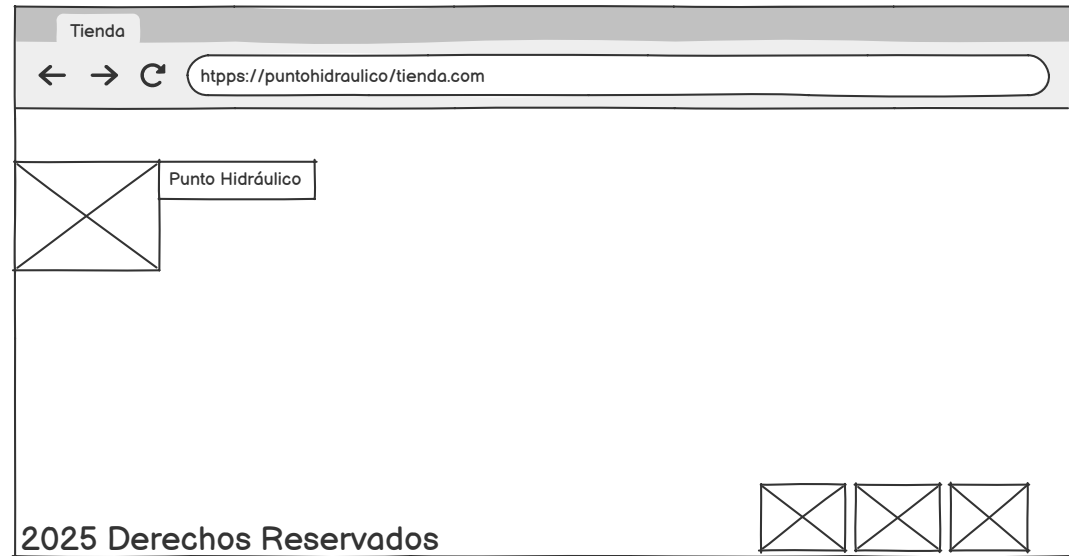 Tienda
htpps://puntohidraulico/tienda.com
Punto Hidráulico
2025 Derechos Reservados